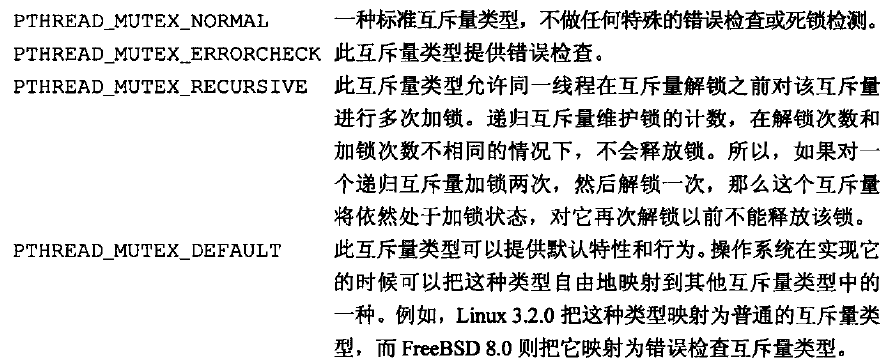 PTHREAD_MUTEX_NORMAL 一种标准互斥量类型，不做任何特殊的错误检查或死锁检测。
PTHREAD_MUTEX_ERRORCHECK 此互斥量类型提供错误检查。
PTHREAD_MUTEX_RECURSIVE 此互斥量类型允许同一线程在互斥量解锁之前对该互斥量
进行多次加锁。递归互斥量维护锁的计数，在解锁次数和
加锁次数不相同的情况下，不会释放锁。所以，如果对一
个递归互斥量加锁两次，然后解锁一次，那么这个互斥量
将依然处于加锁状态，对它再次解锁以前不能释放该锁。
PTHREAD_MUTEX_DEFAULT 此互斥量类型可以提供默认特性和行为。操作系统在实现它
的时候可以把这种类型自由地映射到其他互斥量类型中的
一种。例如，Linux 3.2.0 把这种类型映射为普通的互斥量类
型，而 FreeBSD 8.0 则把它映射为错误检查互斥量类型。